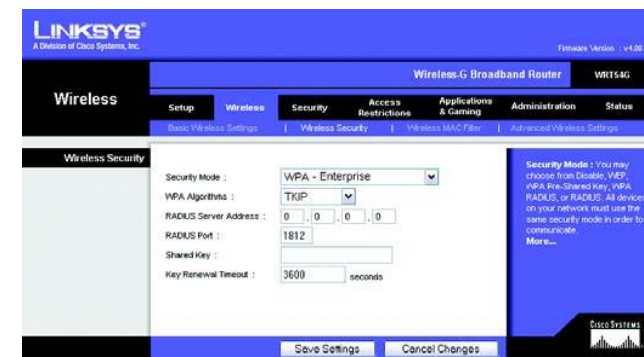 LINKSYS®
A Division of Cisco Systems, Inc.
Firmware Version : v4.00.
Wireless-G Broadband Router WRT54G
Wireless
Setup Wireless Security Access Restrictions Applications & Gaming Administration Status
Basic Wireless Settings | Wireless Security | Wireless MAC Filter | Advanced Wireless Settings
Wireless Security
Security Mode : WPA - Enterprise
WPA Algorithms : TKIP
RADIUS Server Address : 0 . 0 . 0 . 0
RADIUS Port : 1812
Shared Key :
Key Renewal Timeout : 3600 seconds
Security Mode : You may
choose from Disable, WEP,
WPA Pre-Shared Key, WPA
RADIUS, or RADIUS. All devices
on your network must use the
same security mode in order to
communicate.
More...
Save Settings Cancel Changes
CISCO SYSTEMS